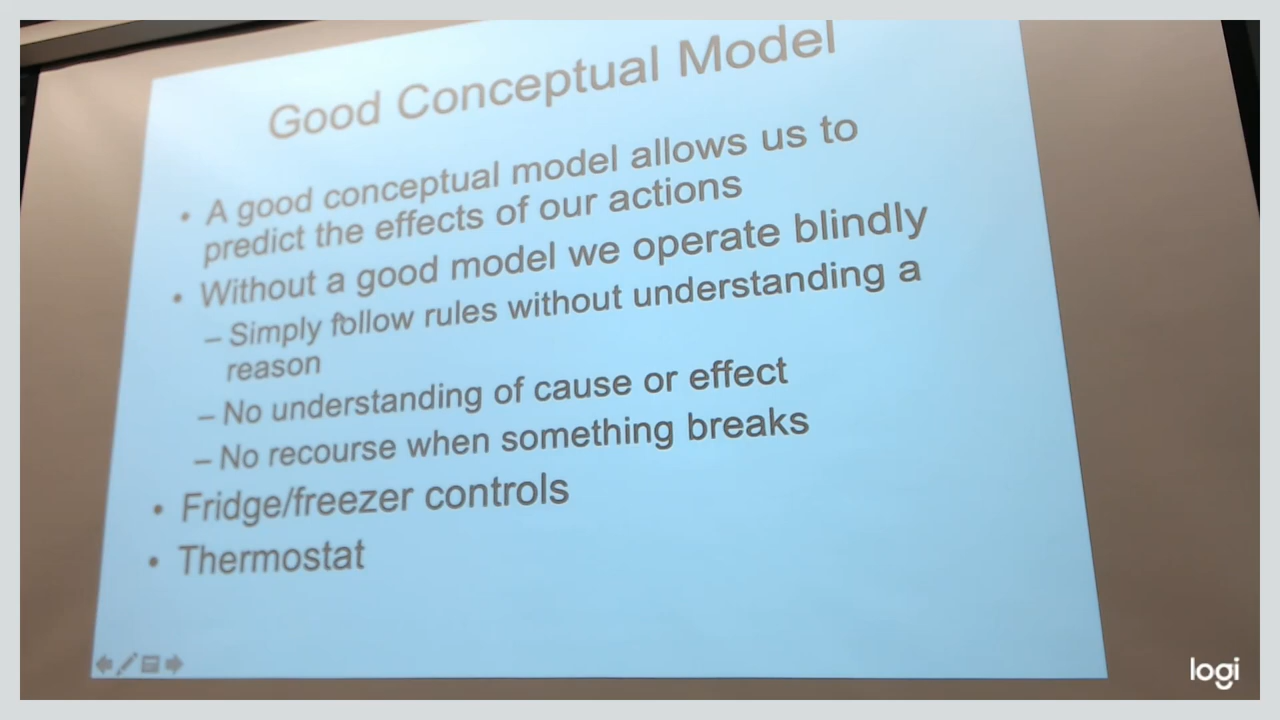 Good Conceptual Model
• A good conceptual model allows us to
predict the effects of our actions
• Without a good model we operate blindly
– Simply follow rules without understanding a
reason
– No understanding of cause or effect
– No recourse when something breaks
• Fridge/freezer controls
• Thermostat
logi